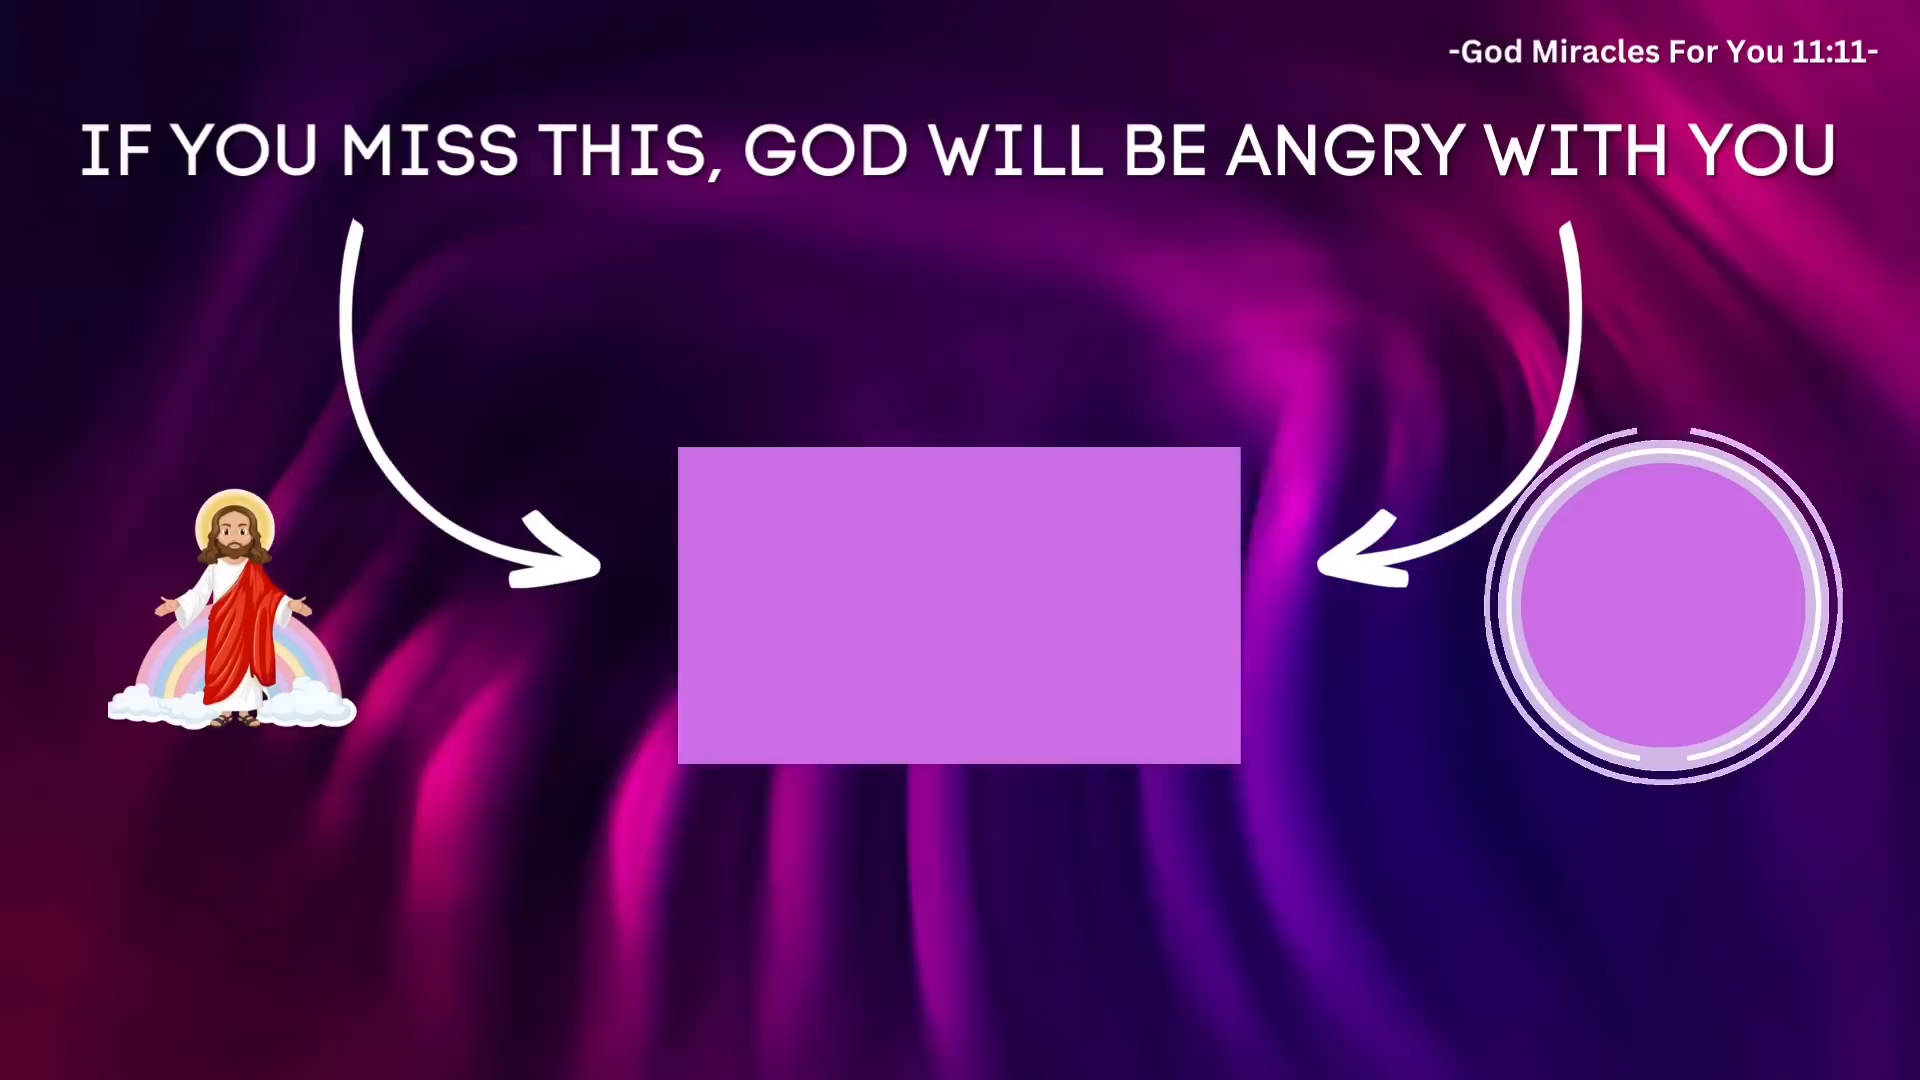 -God Miracles For You 11:11-
IF YOU MISS THIS, GOD WILL BE ANGRY WITH YOU